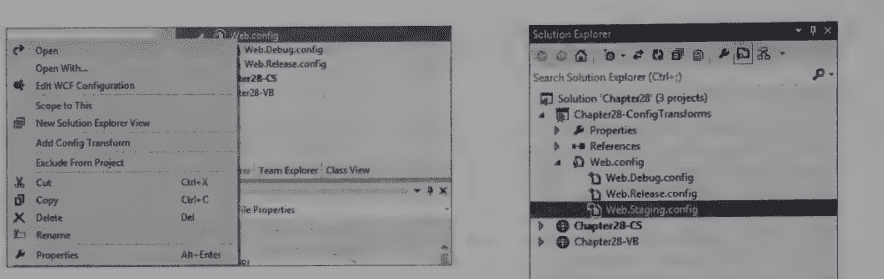 Web.config
Open
Web.Debug.config
Open With...
Web.Release.config
Edit WCF Configuration
ter28-CS
Scope to This
ter28-VB
New Solution Explorer View
Add Config Transform
Exclude From Project
rer Team Explorer Class View
Cut Ctrl+X
Copy Ctrl+C
File Properties
Delete Del
Rename
Properties Alt+Enter
Solution Explorer
Search Solution Explorer (Ctrl+;)
Solution 'Chapter28' (3 projects)
Chapter28-ConfigTransforms
Properties
References
Web.config
Web.Debug.config
Web.Release.config
Web.Staging.config
Chapter28-CS
Chapter28-VB